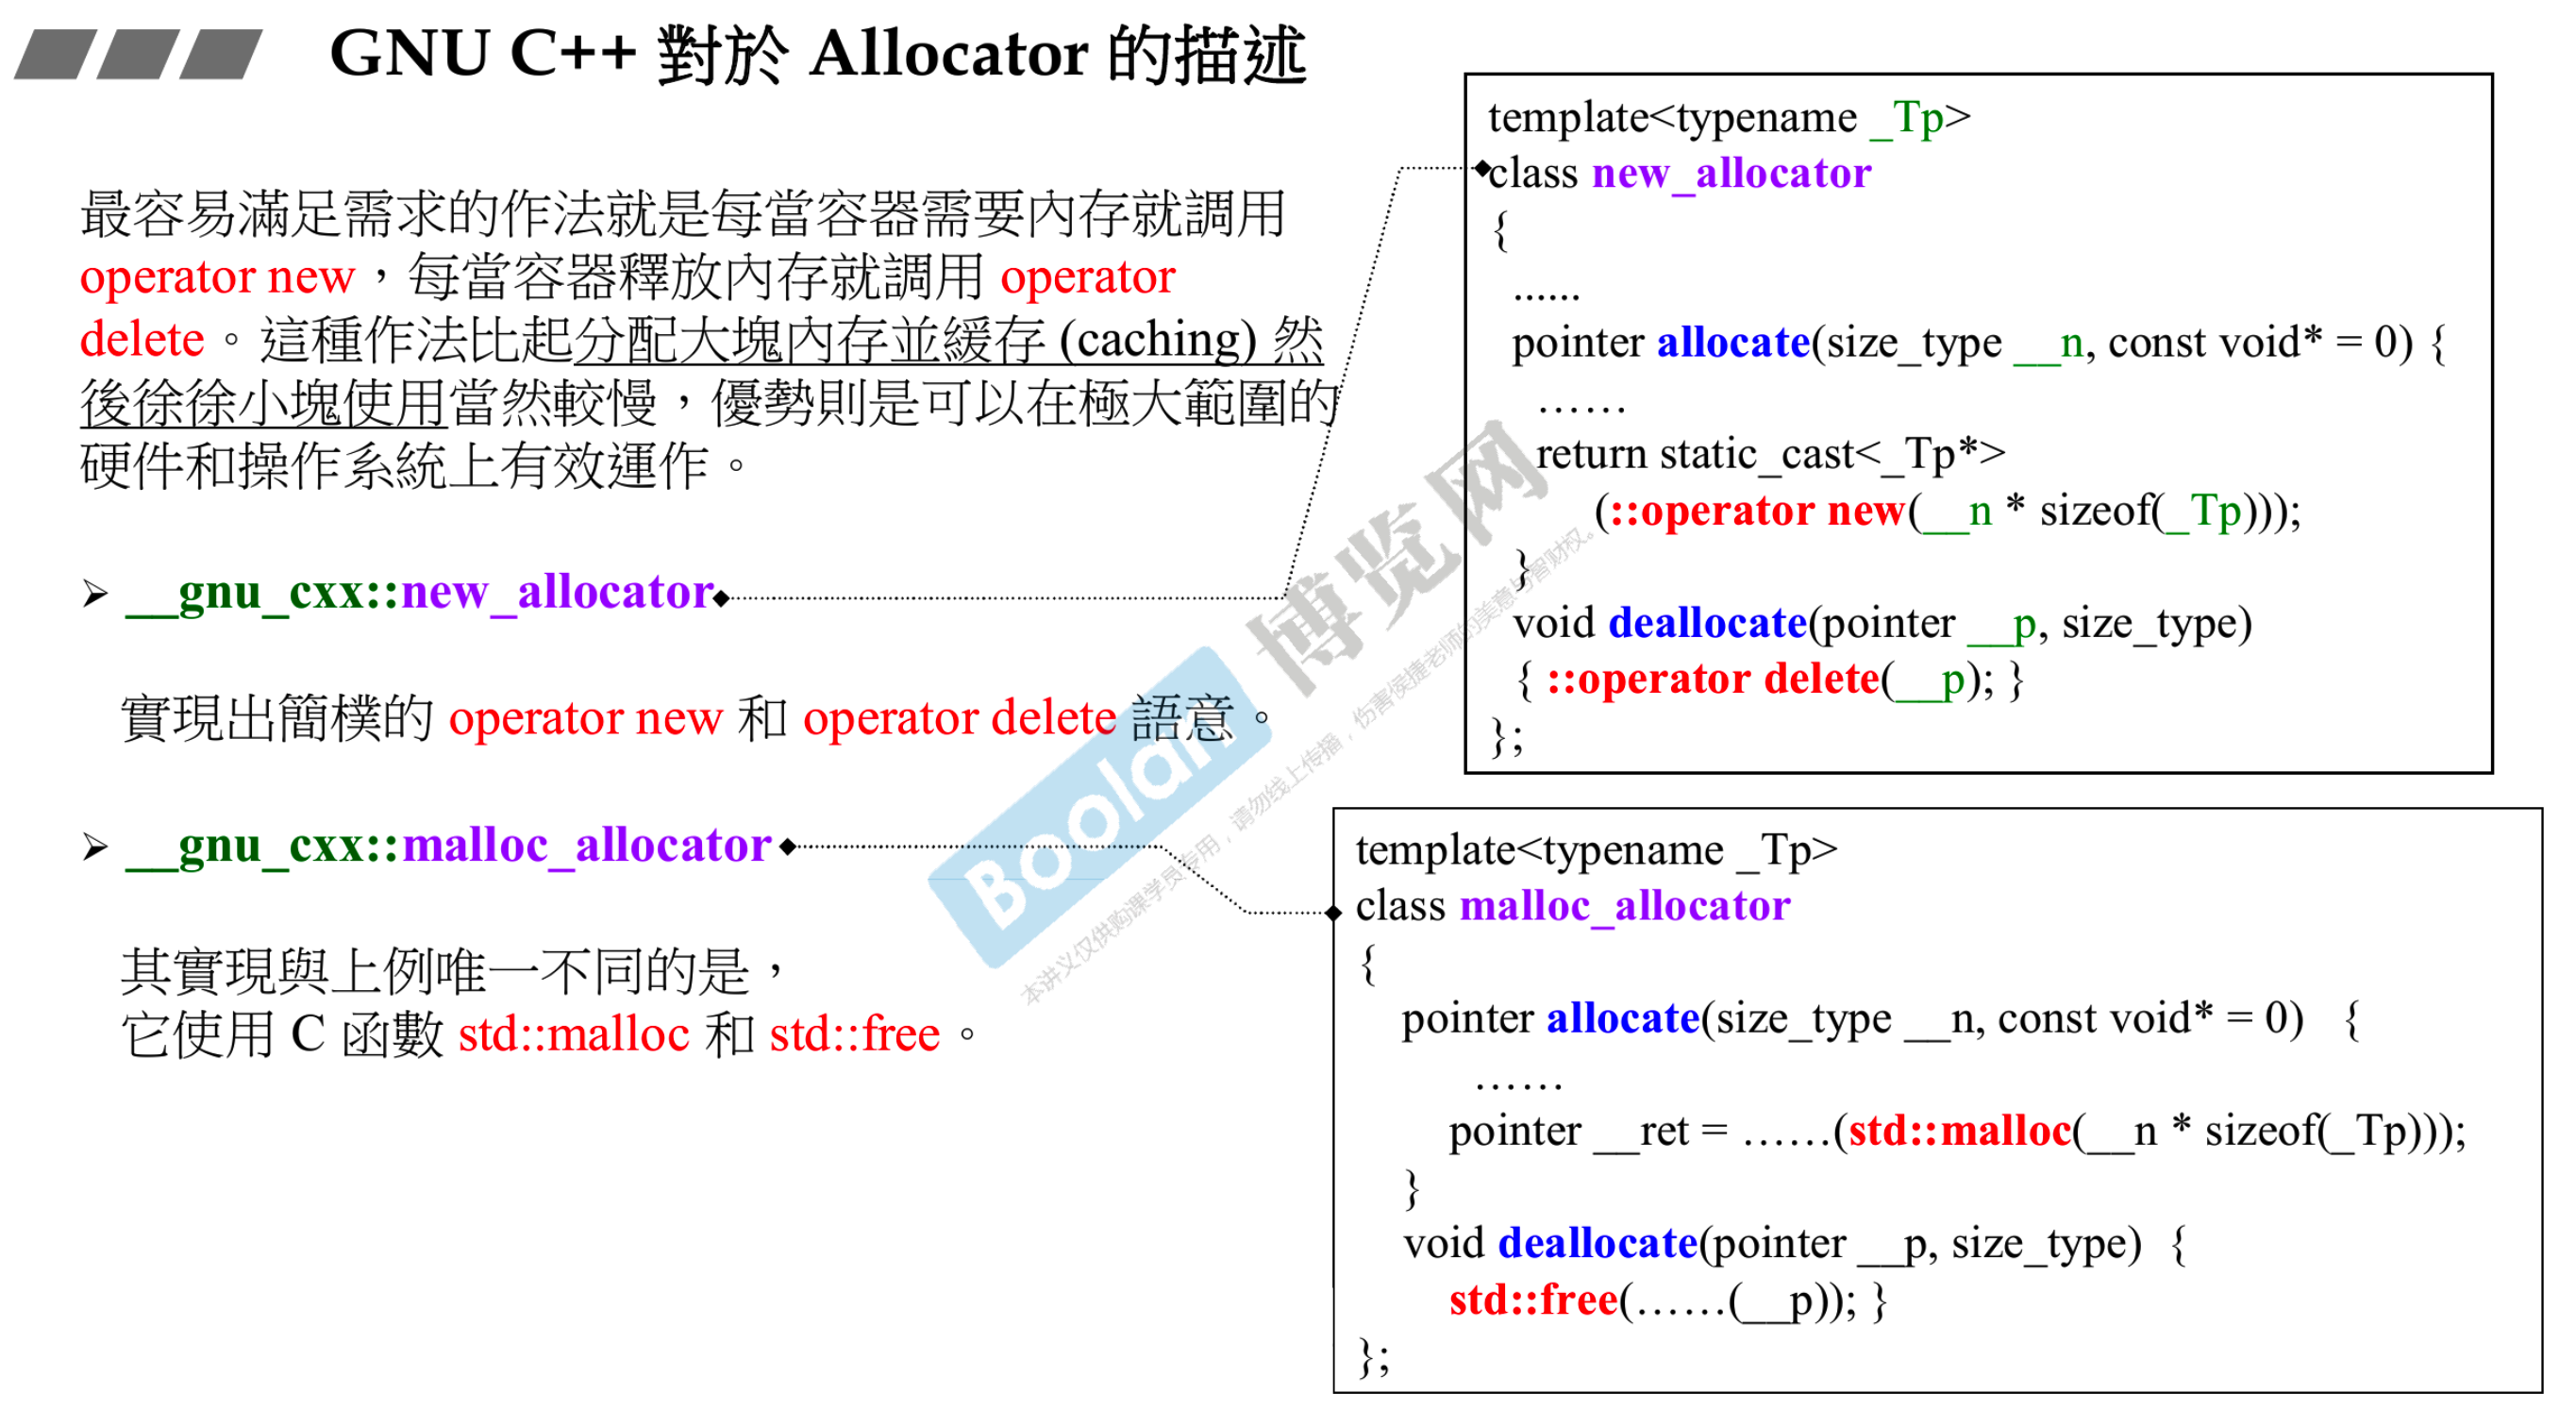 GNU C++ 對於 Allocator 的描述
最容易滿足需求的作法就是每當容器需要內存就調用
operator new，每當容器釋放內存就調用 operator
delete。這種作法比起分配大塊內存並緩存 (caching) 然
後徐徐小塊使用當然較慢，優勢則是可以在極大範圍的
硬件和操作系統上有效運作。
➢ __gnu_cxx::new_allocator
實現出簡樸的 operator new 和 operator delete 語意。
➢ __gnu_cxx::malloc_allocator
其實現與上例唯一不同的是，
它使用 C 函數 std::malloc 和 std::free。
template<typename _Tp>
class new_allocator
{
......
pointer allocate(size_type __n, const void* = 0) {
……
return static_cast<_Tp*>
(::operator new(__n * sizeof(_Tp)));
}
void deallocate(pointer __p, size_type)
{ ::operator delete(__p); }
};
template<typename _Tp>
class malloc_allocator
{
pointer allocate(size_type __n, const void* = 0) {
……
pointer __ret = ……(std::malloc(__n * sizeof(_Tp)));
}
void deallocate(pointer __p, size_type) {
std::free(……(__p)); }
};
Boolan 博览网
本讲义仅供购课学员专用，请勿线上传播，伤害侯捷老师的美意与智财权。